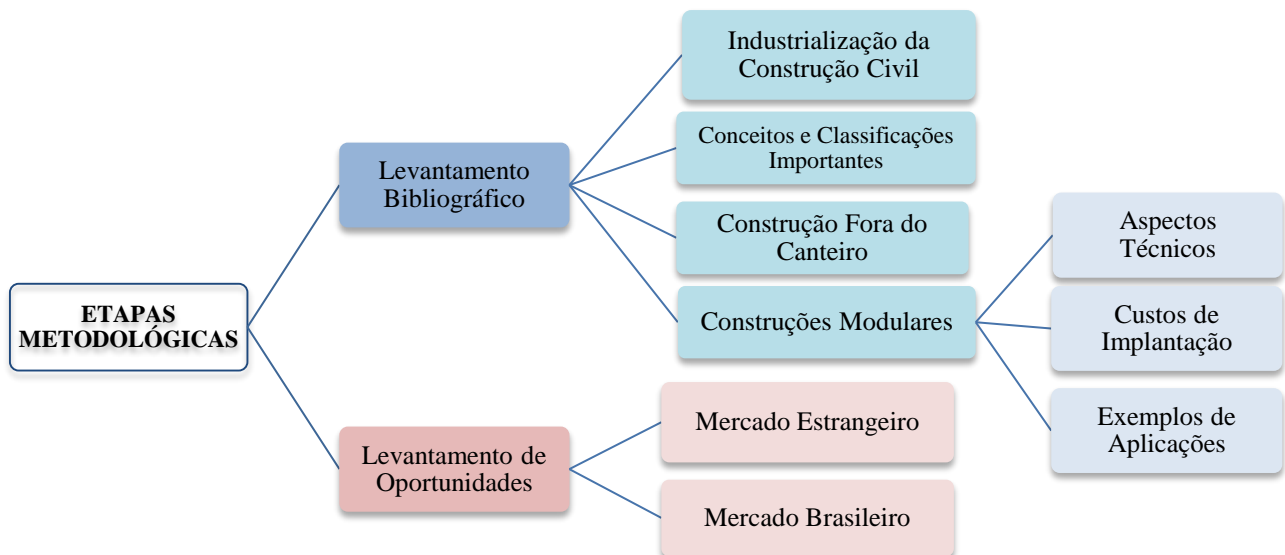 ETAPAS
METODOLÓGICAS
Levantamento
Bibliográfico
Industrialização da
Construção Civil
Conceitos e Classificações
Importantes
Construção Fora do
Canteiro
Construções Modulares
Aspectos
Técnicos
Custos de
Implantação
Exemplos de
Aplicações
Levantamento de
Oportunidades
Mercado Estrangeiro
Mercado Brasileiro